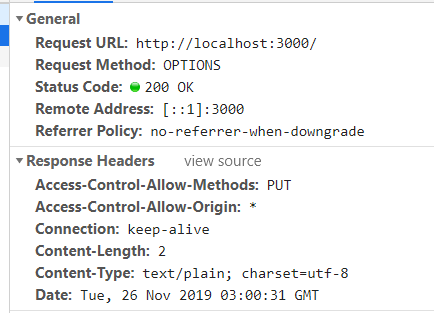 General
Request URL: http://localhost:3000/
Request Method: OPTIONS
Status Code: 200 OK
Remote Address: [::1]:3000
Referrer Policy: no-referrer-when-downgrade
Response Headers view source
Access-Control-Allow-Methods: PUT
Access-Control-Allow-Origin: *
Connection: keep-alive
Content-Length: 2
Content-Type: text/plain; charset=utf-8
Date: Tue, 26 Nov 2019 03:00:31 GMT